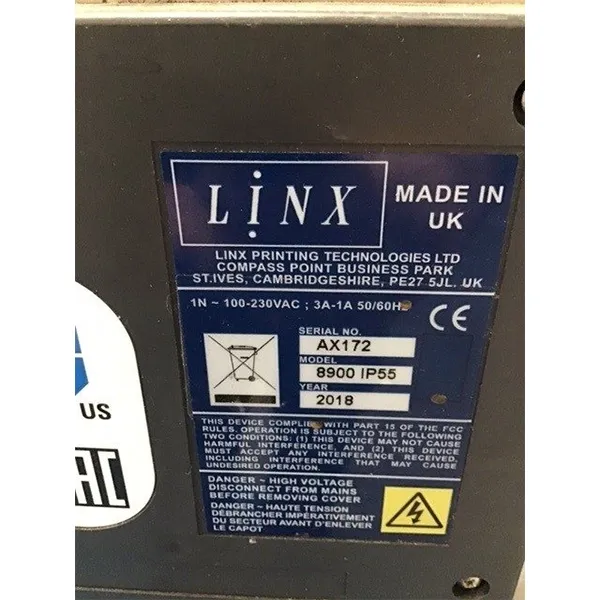 LiNX
MADE IN
UK
LINX PRINTING TECHNOLOGIES LTD
COMPASS POINT BUSINESS PARK
ST.IVES, CAMBRIDGESHIRE, PE27 5JL. UK
1N ~ 100-230VAC ; 3A-1A 50/60Hz
CE
SERIAL NO.
AX172
MODEL
8900 IP55
YEAR
2018
US
THIS DEVICE COMPLIES WITH PART 15 OF THE FCC
RULES. OPERATION IS SUBJECT TO THE FOLLOWING
TWO CONDITIONS: (1) THIS DEVICE MAY NOT CAUSE
HARMFUL INTERFERENCE, AND (2) THIS DEVICE
MUST ACCEPT ANY INTERFERENCE RECEIVED,
INCLUDING INTERFERENCE THAT MAY CAUSE
UNDESIRED OPERATION.
DANGER ~ HIGH VOLTAGE
DISCONNECT FROM MAINS
BEFORE REMOVING COVER
DANGER ~ HAUTE TENSION
DÉBRANCHER IMPÉRATIVEMENT
DU SECTEUR AVANT D'ENLEVER
LE CAPOT